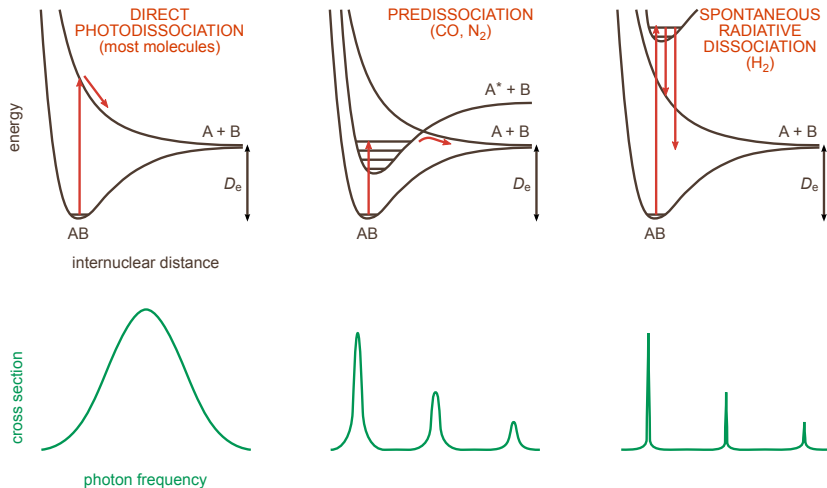 DIRECT
PHOTODISSOCIATION
(most molecules)
energy
A + B
Dₑ
AB
internuclear distance
PREDISSOCIATION
(CO, N₂)
A* + B
A + B
Dₑ
AB
SPONTANEOUS
RADIATIVE
DISSOCIATION
(H₂)
A + B
Dₑ
AB
cross section
photon frequency